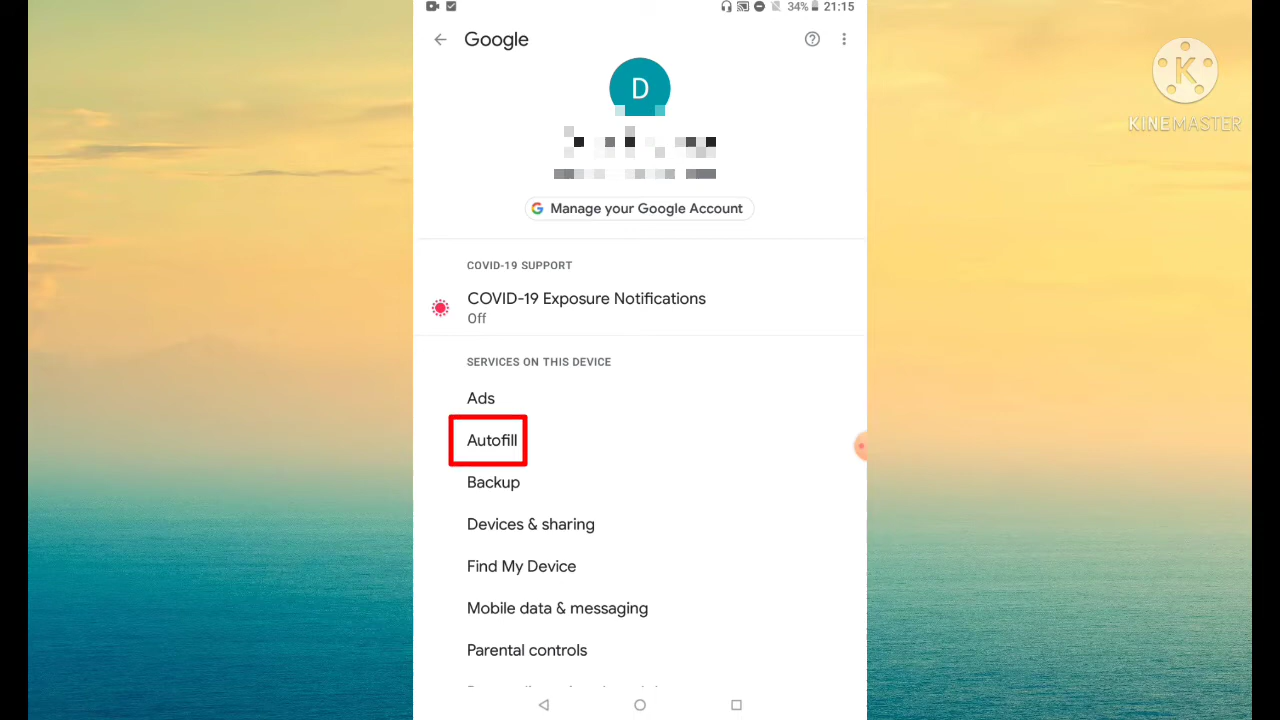 34% 21:15
Google
D
Manage your Google Account
COVID-19 SUPPORT
COVID-19 Exposure Notifications
Off
SERVICES ON THIS DEVICE
Ads
Autofill
Backup
Devices & sharing
Find My Device
Mobile data & messaging
Parental controls
K
KINEMASTER